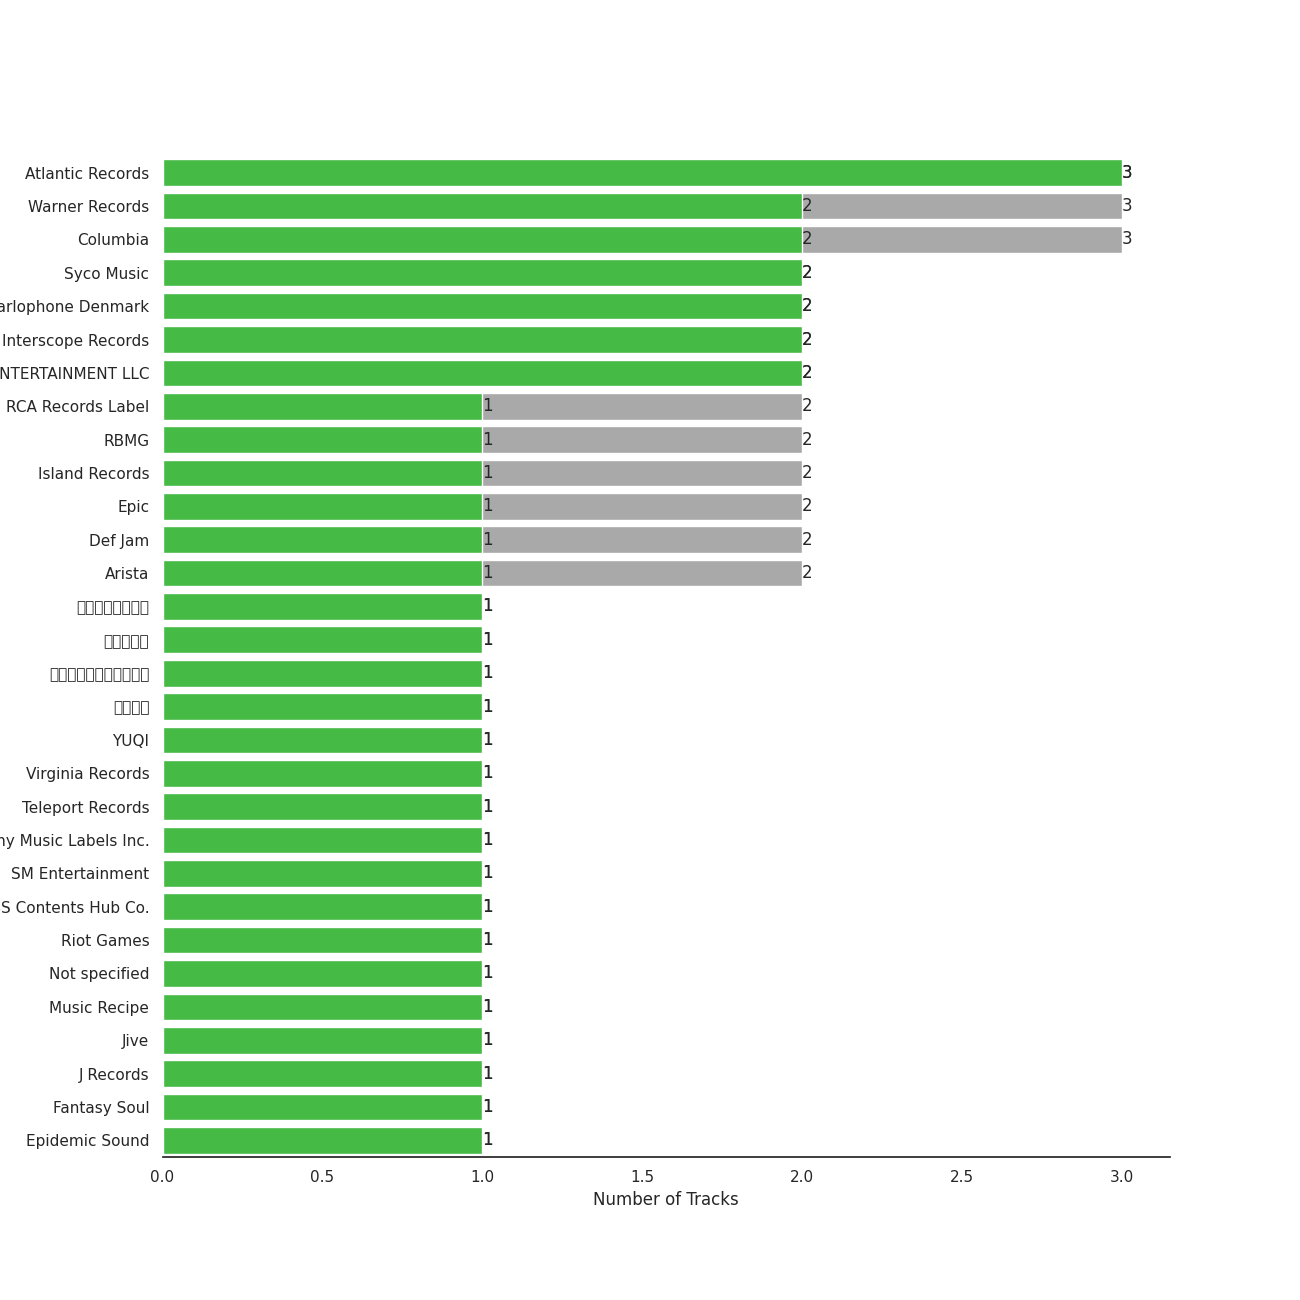 Atlantic Records 3
Warner Records 2 3
Columbia 2 3
Syco Music 2
arlophone Denmark 2
Interscope Records 2
NTERTAINMENT LLC 2
RCA Records Label 1 2
RBMG 1 2
Island Records 1 2
Epic 1 2
Def Jam 1 2
Arista 1 2
1
1
1
1
YUQI 1
Virginia Records 1
Teleport Records 1
ny Music Labels Inc. 1
SM Entertainment 1
S Contents Hub Co. 1
Riot Games 1
Not specified 1
Music Recipe 1
Jive 1
J Records 1
Fantasy Soul 1
Epidemic Sound 1
0.0 0.5 1.0 1.5 2.0 2.5 3.0
Number of Tracks